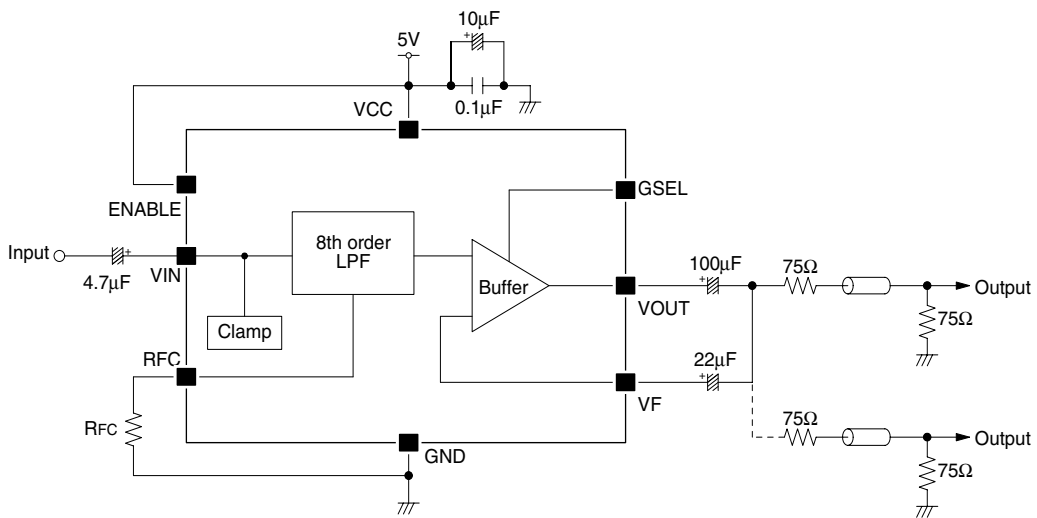 10μF
+
5V
0.1μF
VCC
ENABLE
GSEL
Input
+
4.7μF
VIN
8th order
LPF
Buffer
100μF
+
75Ω
Output
VOUT
75Ω
Clamp
RFC
22μF
+
VF
RFC
75Ω
Output
GND
75Ω